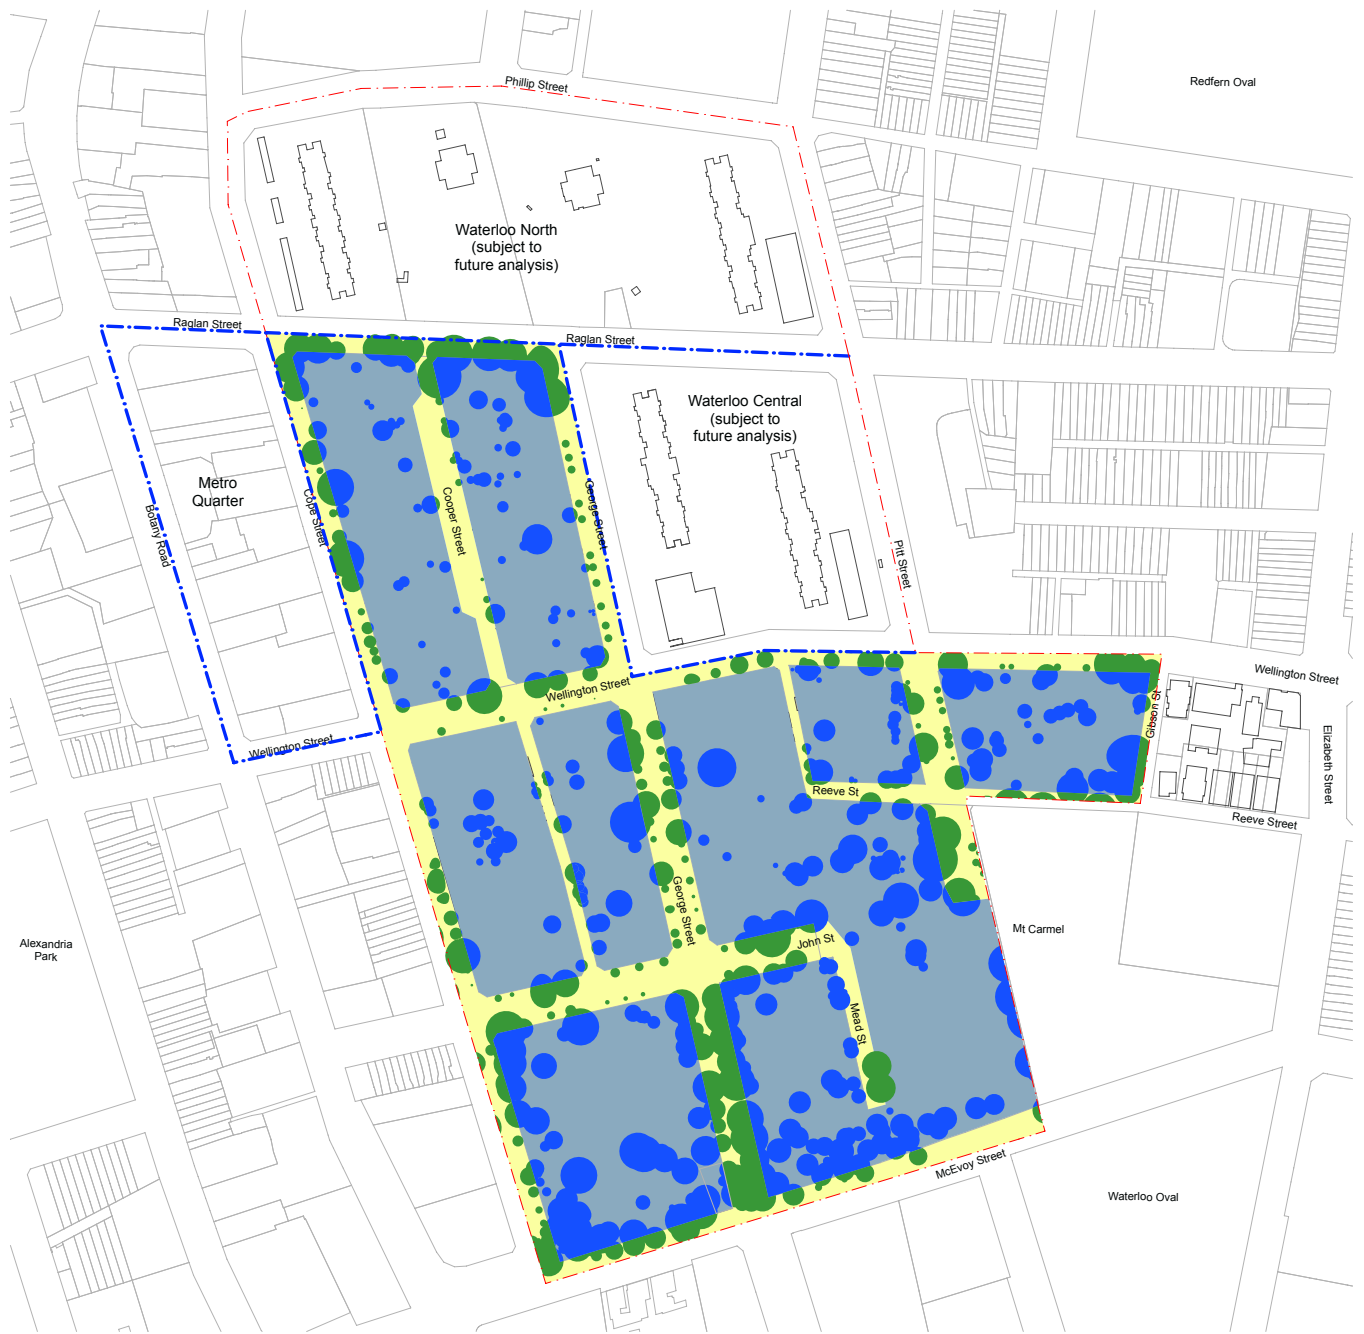 Phillip Street
Redfern Oval
Waterloo North
(subject to
future analysis)
Raglan Street
Raglan Street
Waterloo Central
(subject to
future analysis)
Metro
Quarter
Botany Road
Cope Street
Cooper Street
George Street
Pitt Street
Wellington Street
Wellington Street
Wellington Street
Gibson St
Elizabeth Street
Reeve St
Reeve Street
George Street
Alexandria
Park
John St
Mt Carmel
Mead St
McEvoy Street
Waterloo Oval